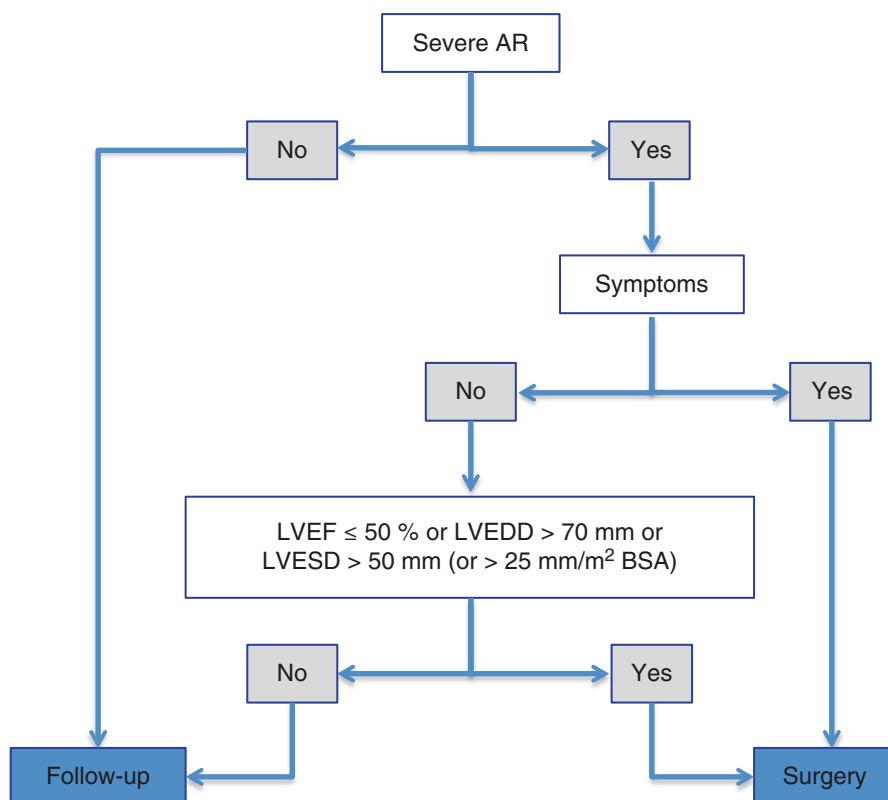 Severe AR
No
Yes
Symptoms
No
Yes
LVEF ≤ 50 % or LVEDD > 70 mm or
LVESD > 50 mm (or > 25 mm/m² BSA)
No
Yes
Follow-up
Surgery